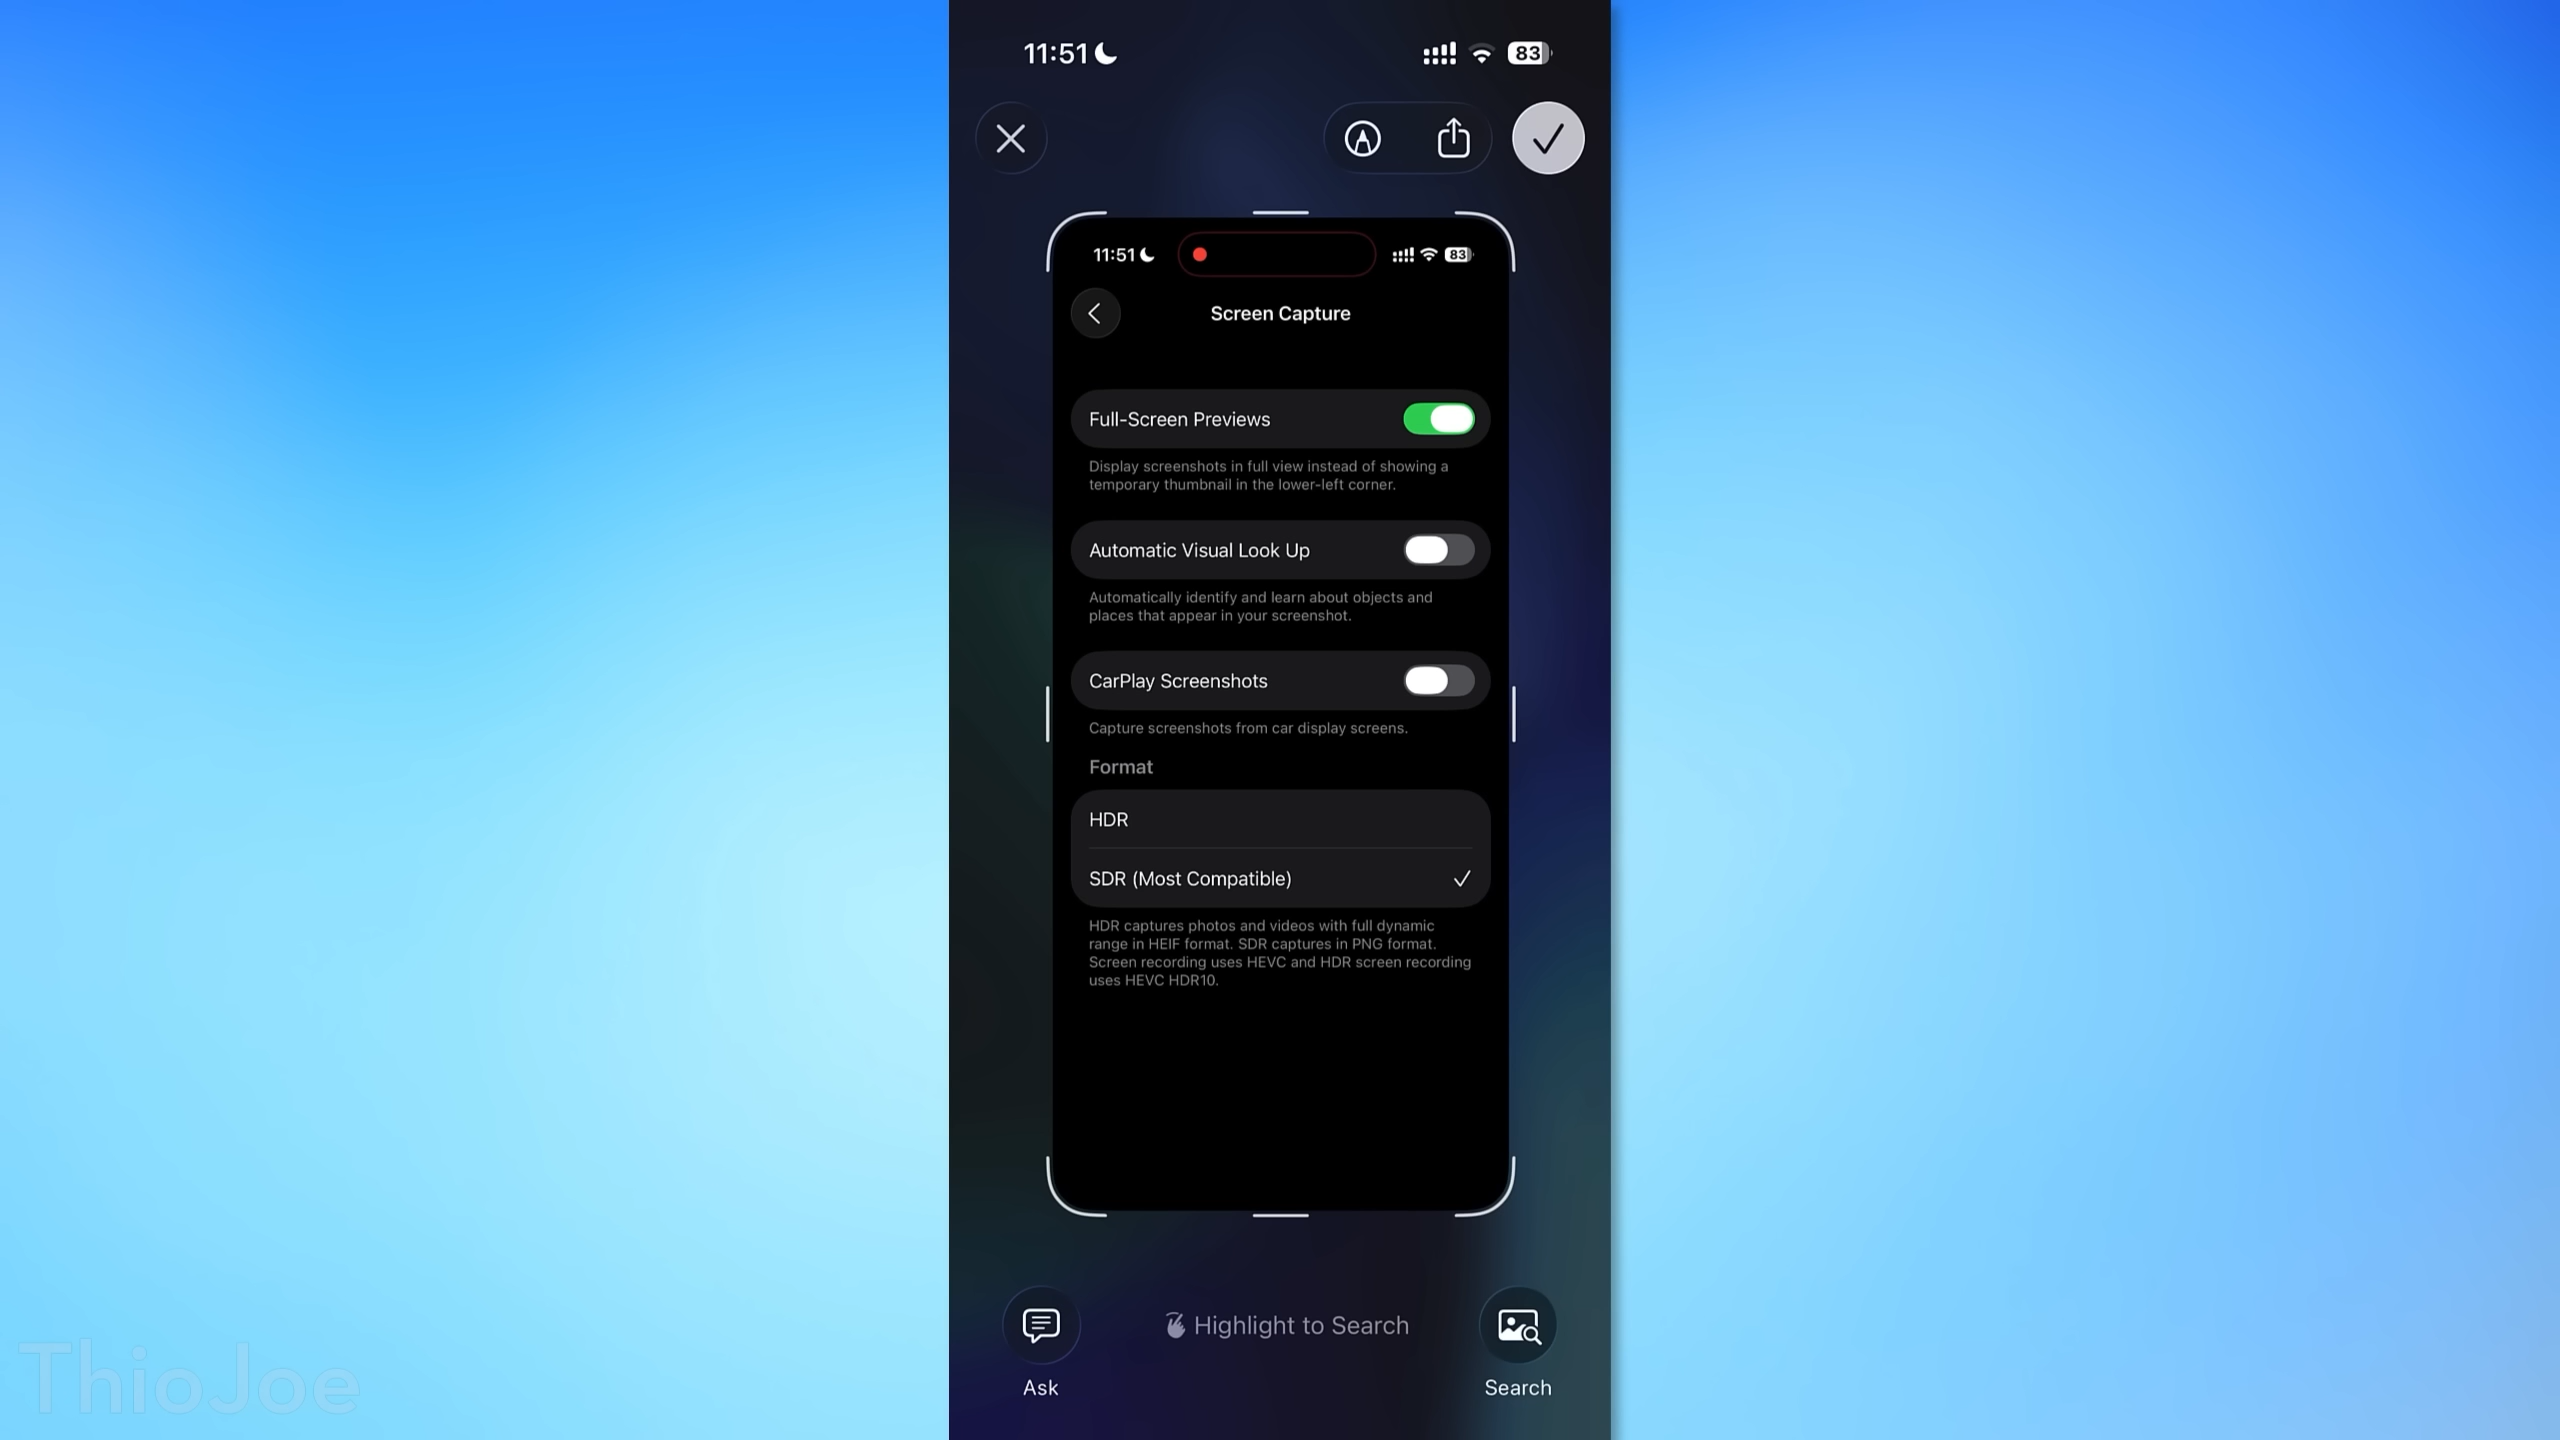 11:51
83
11:51
83
Screen Capture
Full-Screen Previews
Display screenshots in full view instead of showing a
temporary thumbnail in the lower-left corner.
Automatic Visual Look Up
Automatically identify and learn about objects and
places that appear in your screenshot.
CarPlay Screenshots
Capture screenshots from car display screens.
Format
HDR
SDR (Most Compatible)
HDR captures photos and videos with full dynamic
range in HEIF format. SDR captures in PNG format.
Screen recording uses HEVC and HDR screen recording
uses HEVC HDR10.
Highlight to Search
Ask
Search
ThioJoe